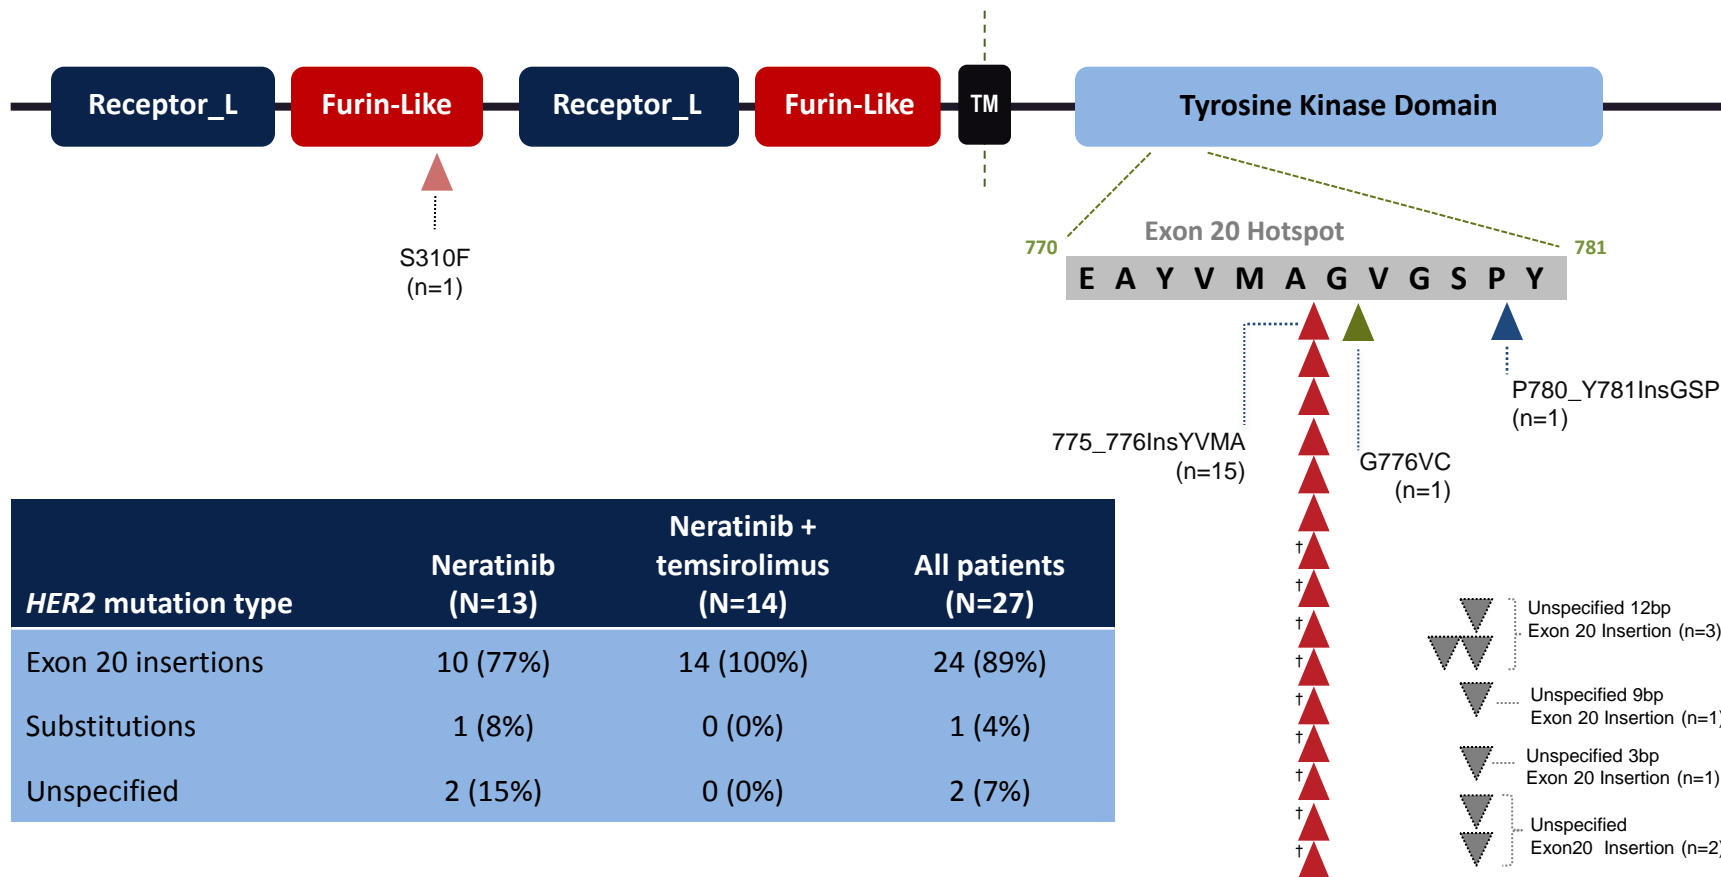 Receptor_L
Furin-Like
Receptor_L
Furin-Like
TM
Tyrosine Kinase Domain
S310F
(n=1)
Exon 20 Hotspot
770
781
E A Y V M A G V G S P Y
775_776InsYVMA
(n=15)
G776VC
(n=1)
P780_Y781InsGSP
(n=1)
†
†
†
†
†
†
†
†
†
HER2 mutation type
Neratinib
(N=13)
Neratinib +
temsirolimus
(N=14)
All patients
(N=27)
Exon 20 insertions 10 (77%) 14 (100%) 24 (89%)
Substitutions 1 (8%) 0 (0%) 1 (4%)
Unspecified 2 (15%) 0 (0%) 2 (7%)
Unspecified 12bp
Exon 20 Insertion (n=3)
Unspecified 9bp
Exon 20 Insertion (n=1)
Unspecified 3bp
Exon 20 Insertion (n=1)
Unspecified
Exon20 Insertion (n=2)